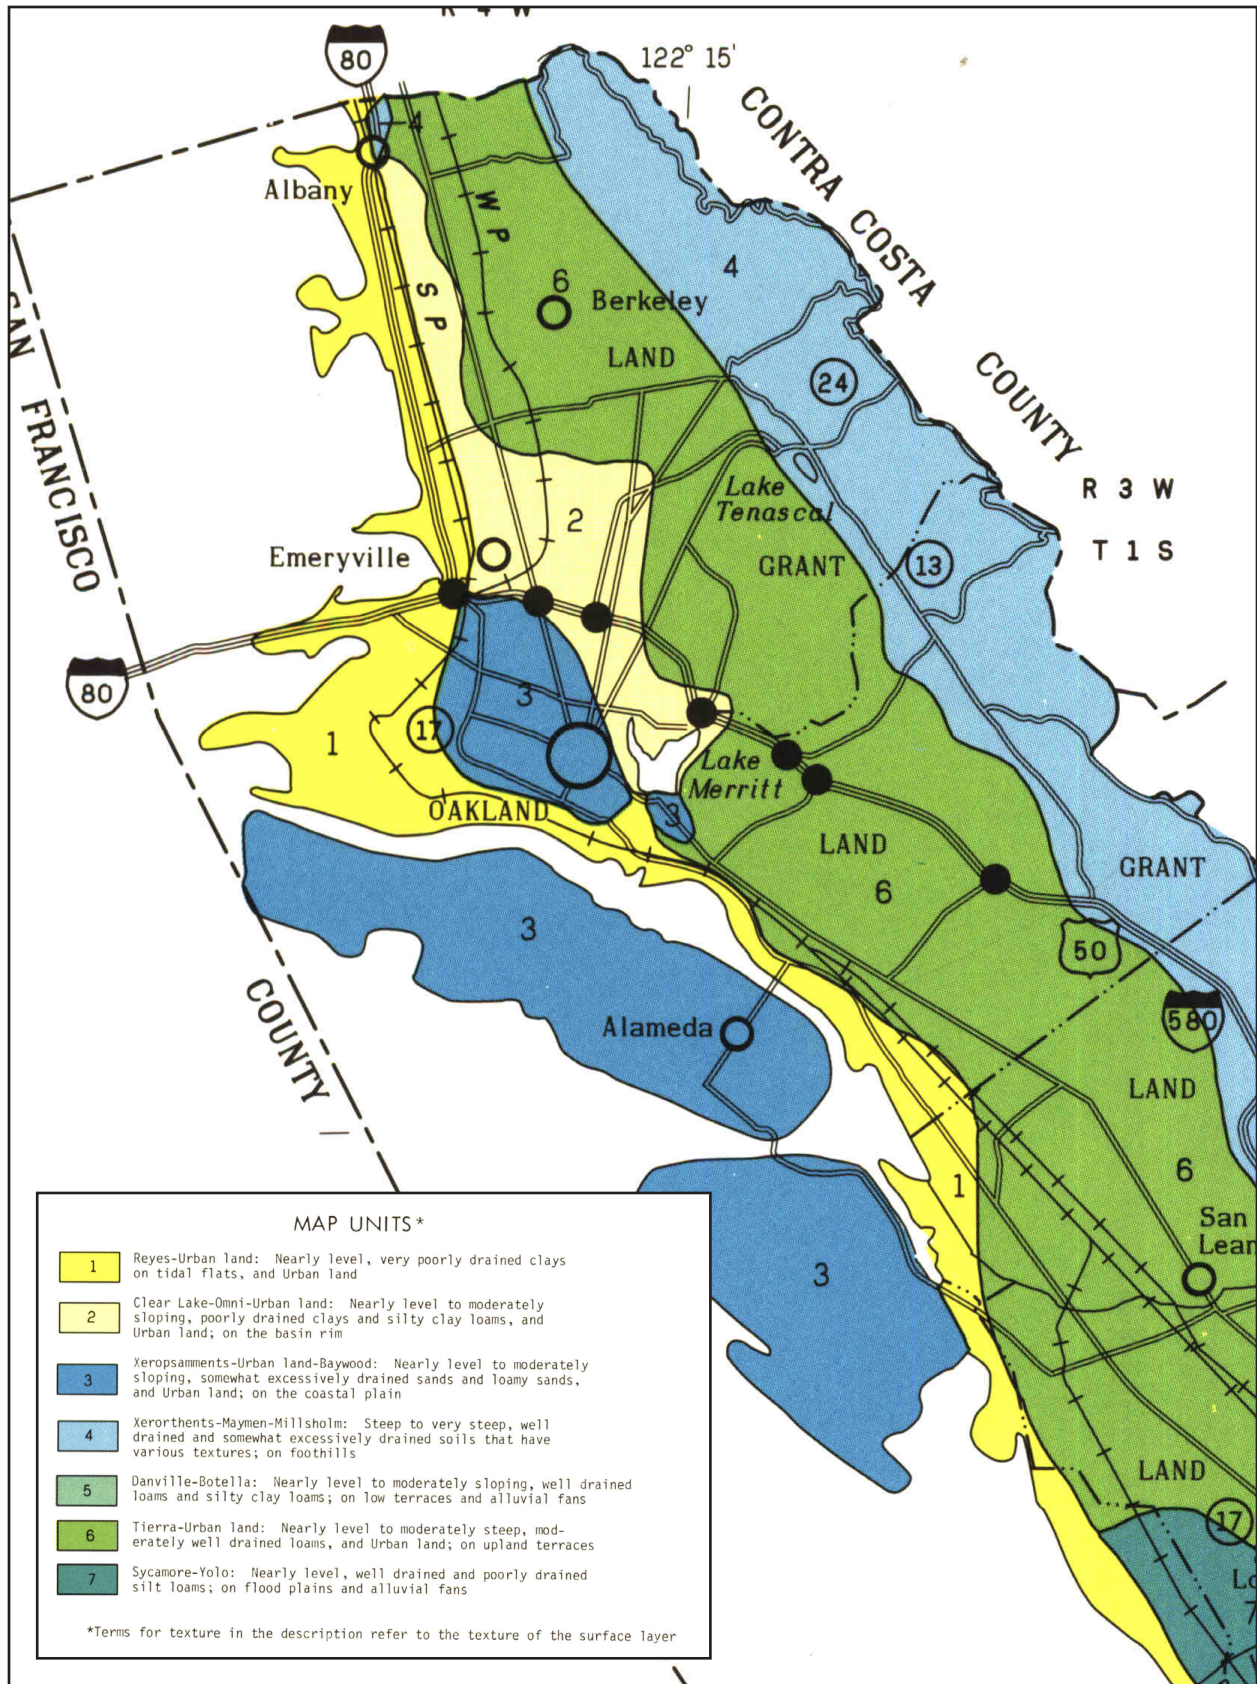 R 4 W
80
122° 15'
4
Albany
CONTRA COSTA COUNTY
W P
S P
6
Berkeley
LAND
4
24
SAN FRANCISCO
COUNTY
R 3 W
T 1 S
Lake
Tenascal
2
Emeryville
GRANT
13
80
3
17
1
Lake
Merritt
OAKLAND
3
LAND
6
GRANT
3
50
580
Alameda
LAND
1
6
San
3
LAND
17
7
MAP UNITS*
1 Reyes-Urban land: Nearly level, very poorly drained clays
on tidal flats, and Urban land
2 Clear Lake-Omni-Urban land: Nearly level to moderately
sloping, poorly drained clays and silty clay loams, and
Urban land; on the basin rim
3 Xeropsamments-Urban land-Baywood: Nearly level to moderately
sloping, somewhat excessively drained sands and loamy sands,
and Urban land; on the coastal plain
4 Xerorthents-Maymen-Millsholm: Steep to very steep, well
drained and somewhat excessively drained soils that have
various textures; on foothills
5 Danville-Botella: Nearly level to moderately sloping, well drained
loams and silty clay loams; on low terraces and alluvial fans
6 Tierra-Urban land: Nearly level to moderately steep, mod-
erately well drained loams, and Urban land; on upland terraces
7 Sycamore-Yolo: Nearly level, well drained and poorly drained
silt loams; on flood plains and alluvial fans
*Terms for texture in the description refer to the texture of the surface layer